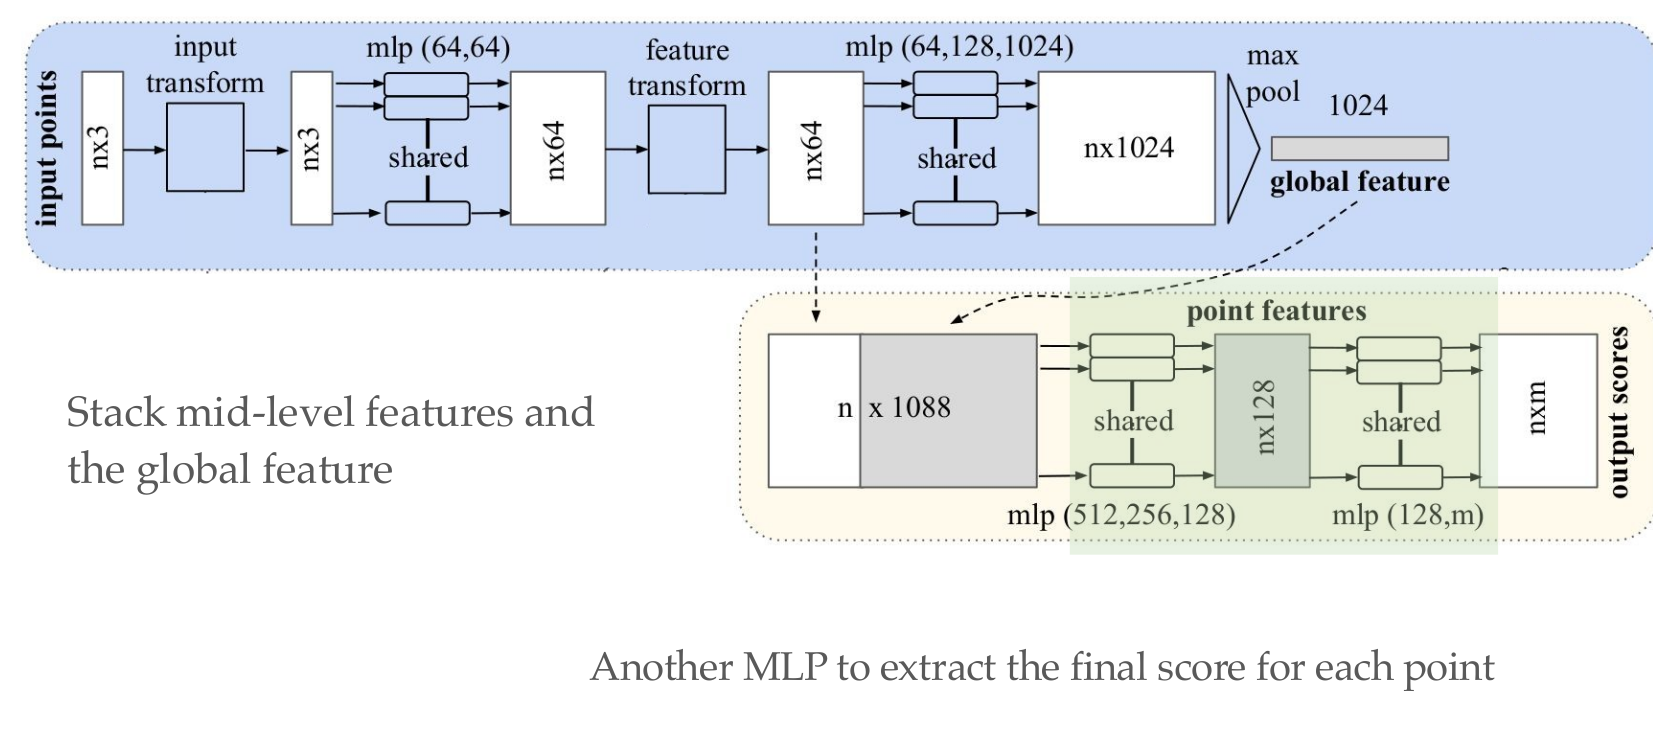 input points
nx3
input
transform
nx3
mlp (64,64)
shared
nx64
feature
transform
nx64
mlp (64,128,1024)
shared
nx1024
max
pool
1024
global feature
point features
n x 1088
shared
mlp (512,256,128)
nx128
shared
mlp (128,m)
nxm
output scores
Stack mid-level features and
the global feature
Another MLP to extract the final score for each point